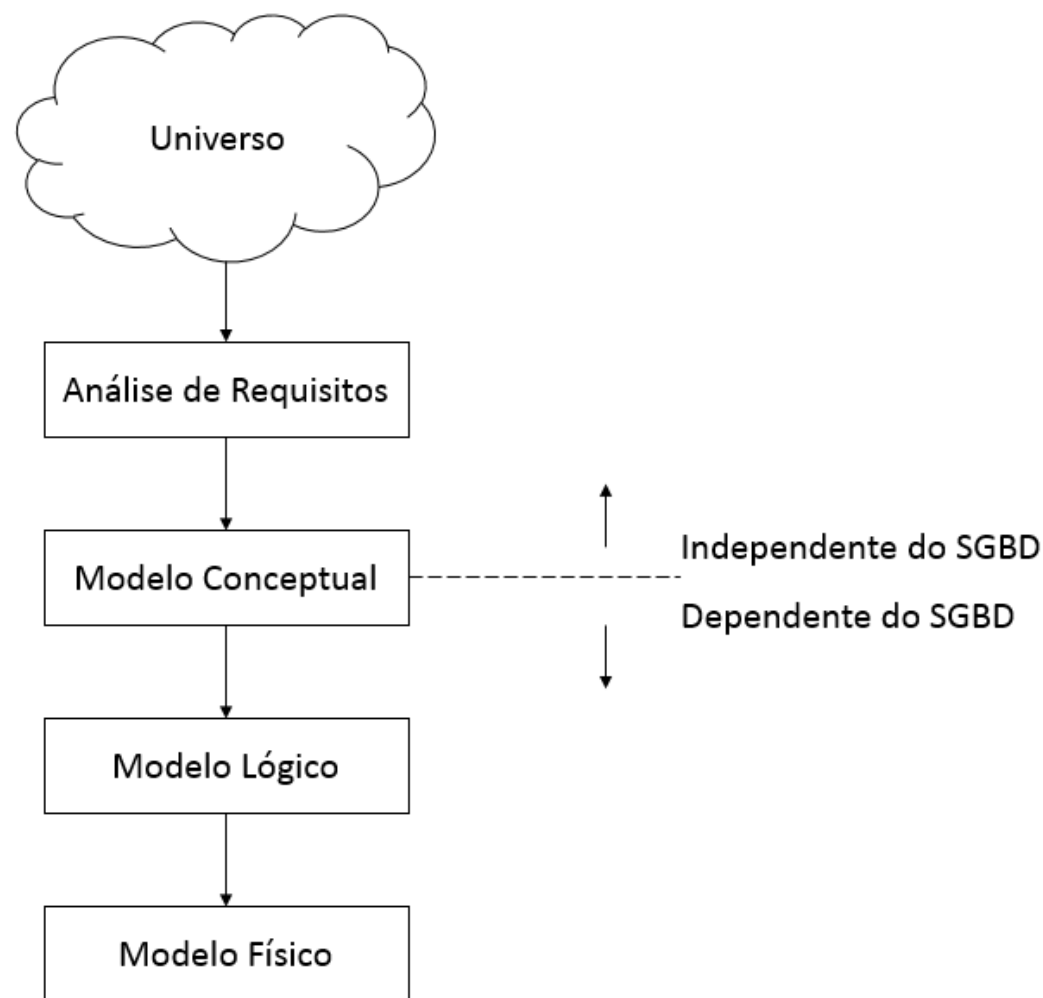 Universo
Análise de Requisitos
Modelo Conceptual
Independente do SGBD
Dependente do SGBD
Modelo Lógico
Modelo Físico